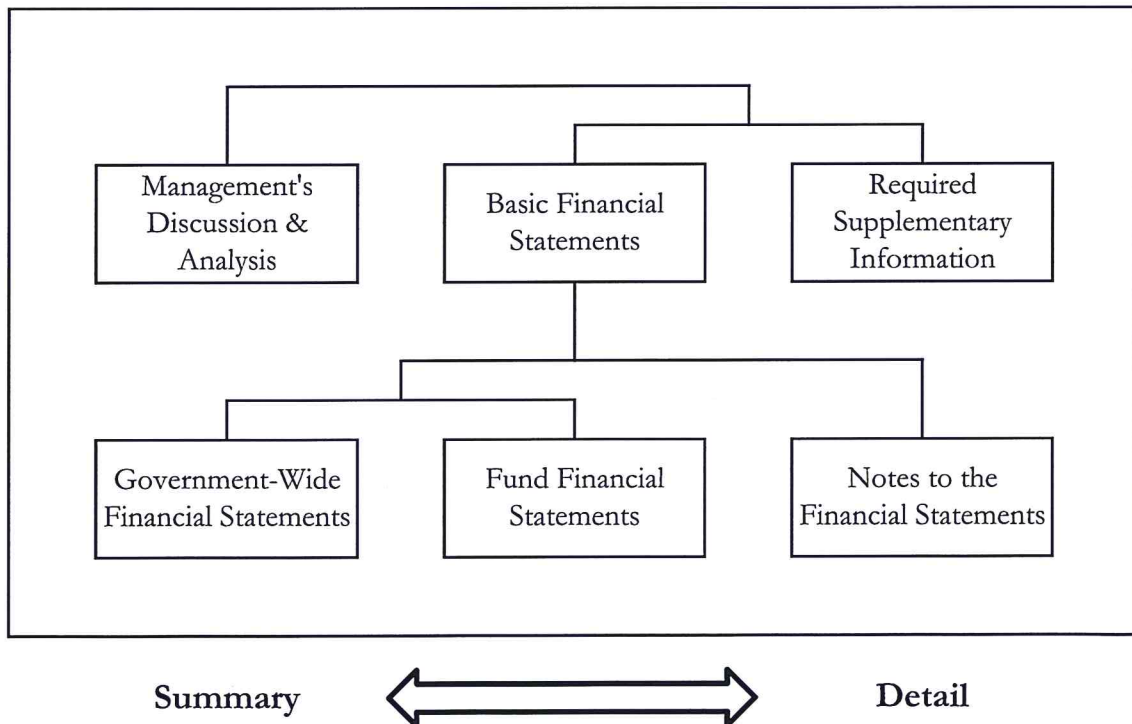 Management's
Discussion &
Analysis
Basic Financial
Statements
Required
Supplementary
Information
Government-Wide
Financial Statements
Fund Financial
Statements
Notes to the
Financial Statements
Summary
Detail